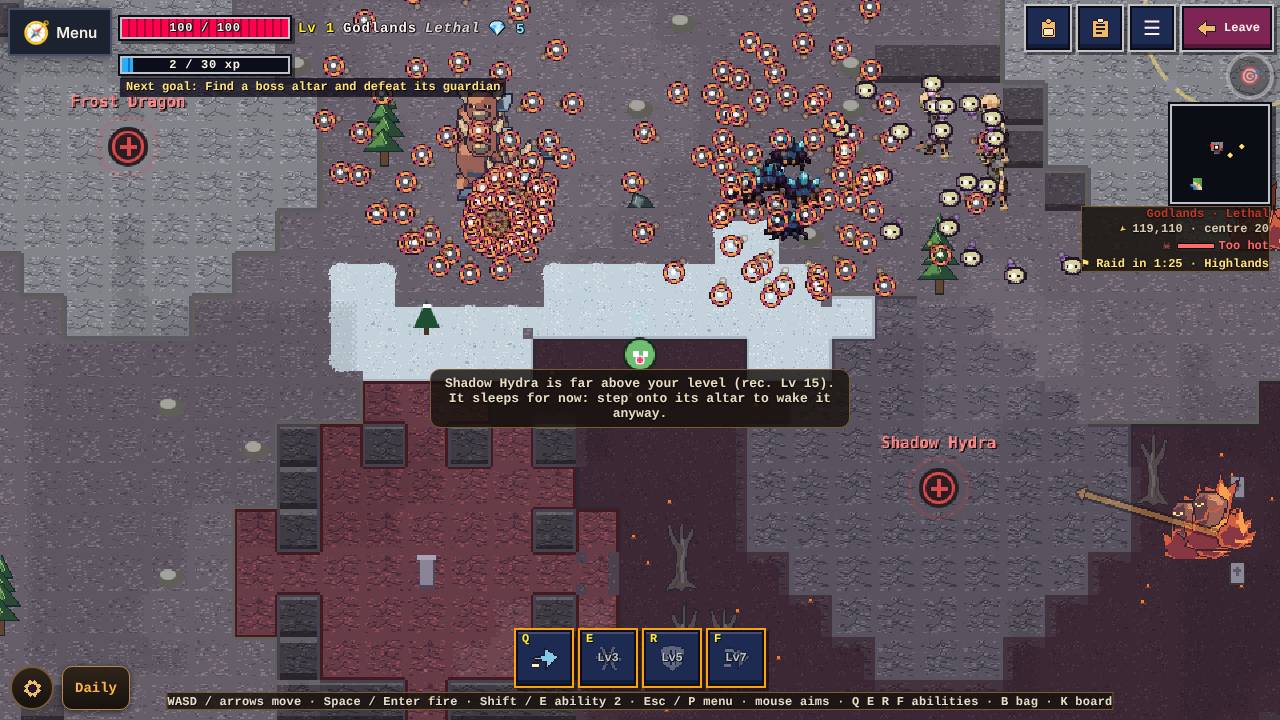 Menu
100 / 100
Lv 1 Godlands Lethal 5
2 / 30 xp
Next goal: Find a boss altar and defeat its guardian
Leave
Frost Dragon
Godlands · Lethal
119,110 · centre 20
Too hot
Raid in 1:25 · Highlands
Shadow Hydra is far above your level (rec. Lv 15).
It sleeps for now: step onto its altar to wake it
anyway.
Shadow Hydra
Q
E
R
F
Lv3
Lv5
Lv7
Daily
WASD / arrows move · Space / Enter fire · Shift / E ability 2 · Esc / P menu · mouse aims · Q E R F abilities · B bag · K board